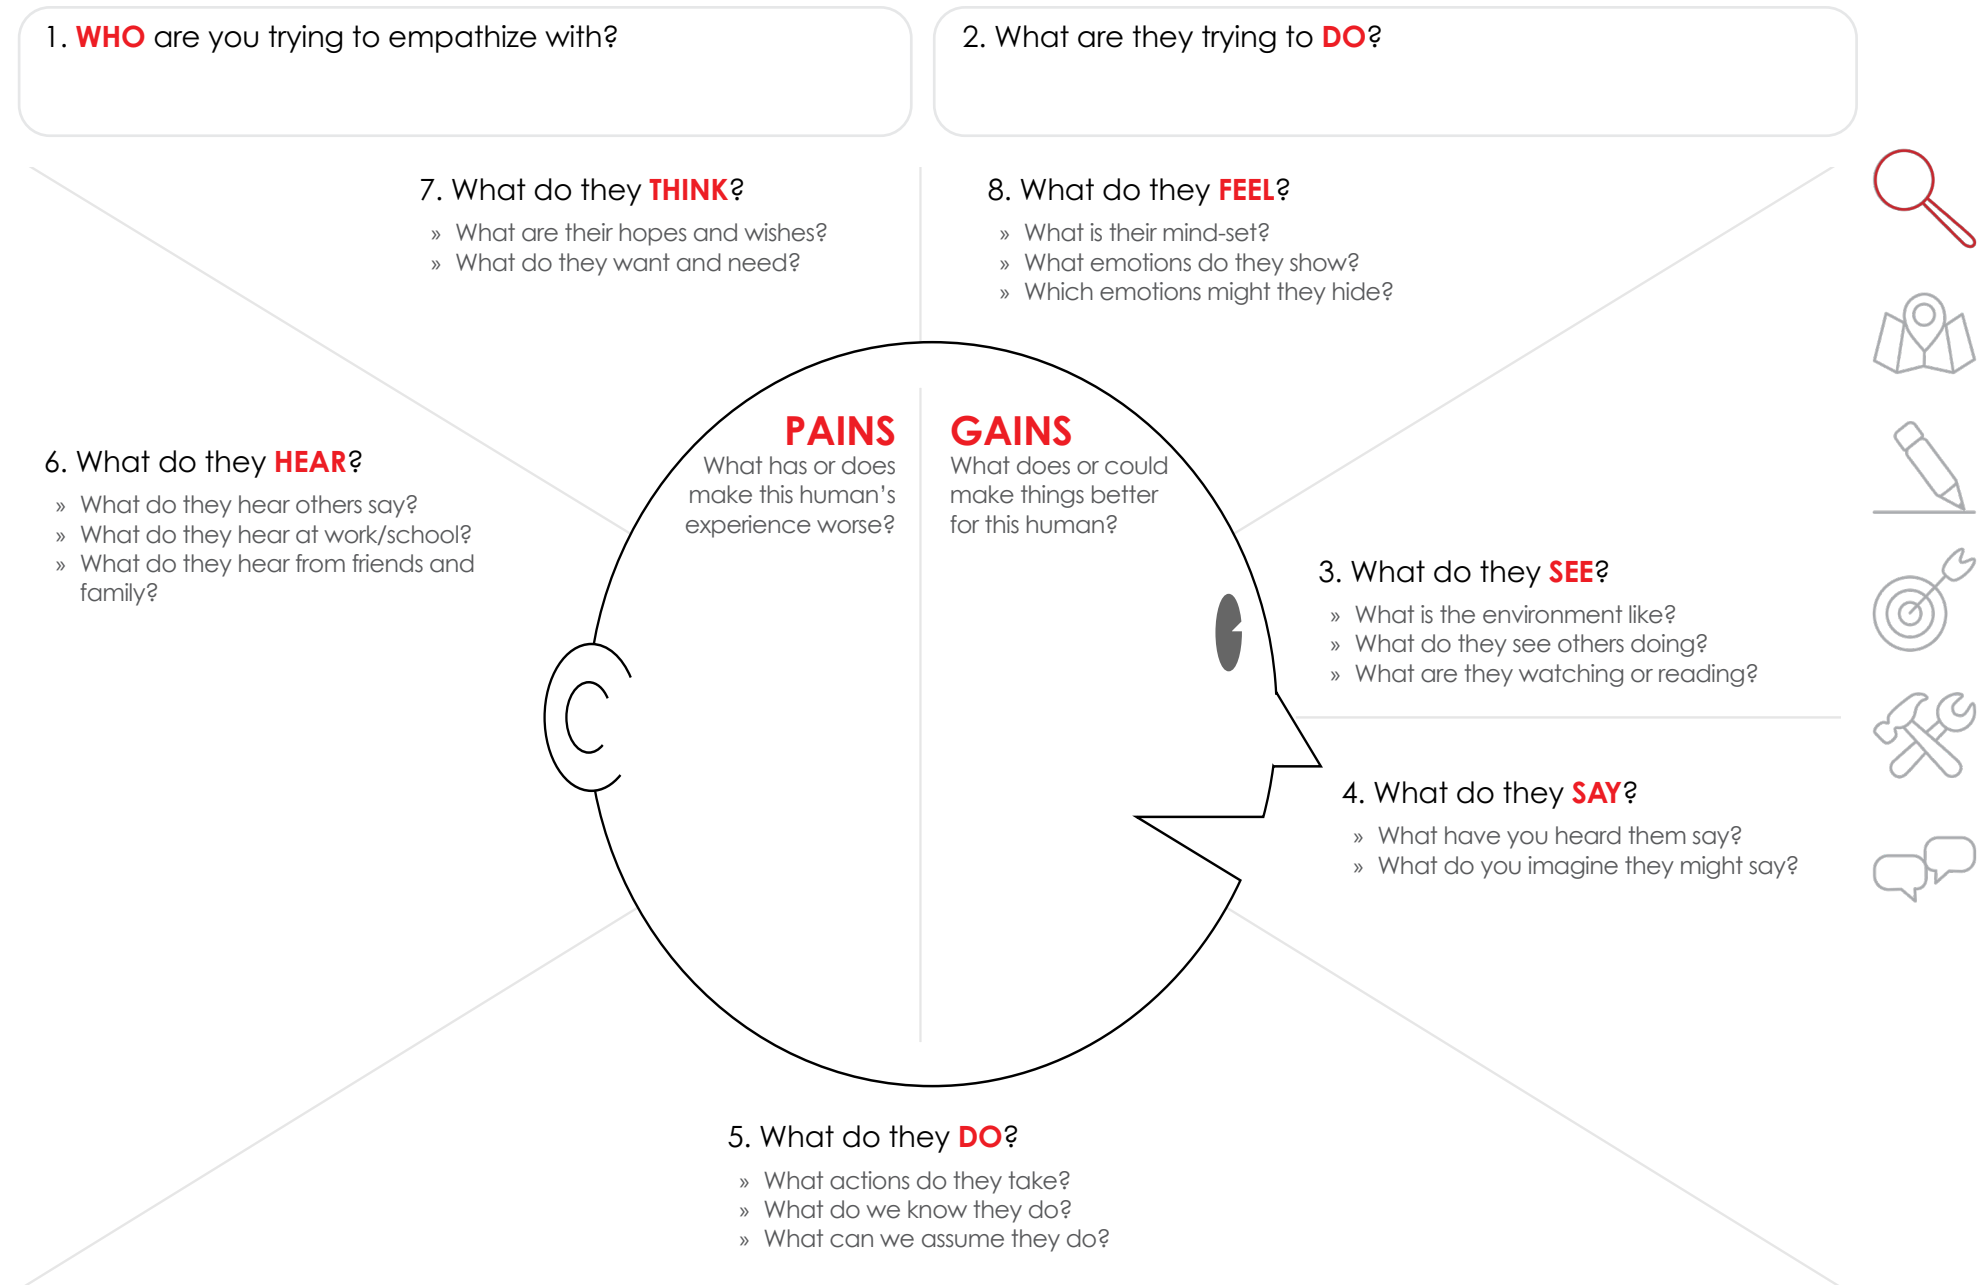 1. WHO are you trying to empathize with?
2. What are they trying to DO?
7. What do they THINK?
» What are their hopes and wishes?
» What do they want and need?
8. What do they FEEL?
» What is their mind-set?
» What emotions do they show?
» Which emotions might they hide?
PAINS
What has or does
make this human's
experience worse?
GAINS
What does or could
make things better
for this human?
6. What do they HEAR?
» What do they hear others say?
» What do they hear at work/school?
» What do they hear from friends and
family?
3. What do they SEE?
» What is the environment like?
» What do they see others doing?
» What are they watching or reading?
4. What do they SAY?
» What have you heard them say?
» What do you imagine they might say?
5. What do they DO?
» What actions do they take?
» What do we know they do?
» What can we assume they do?